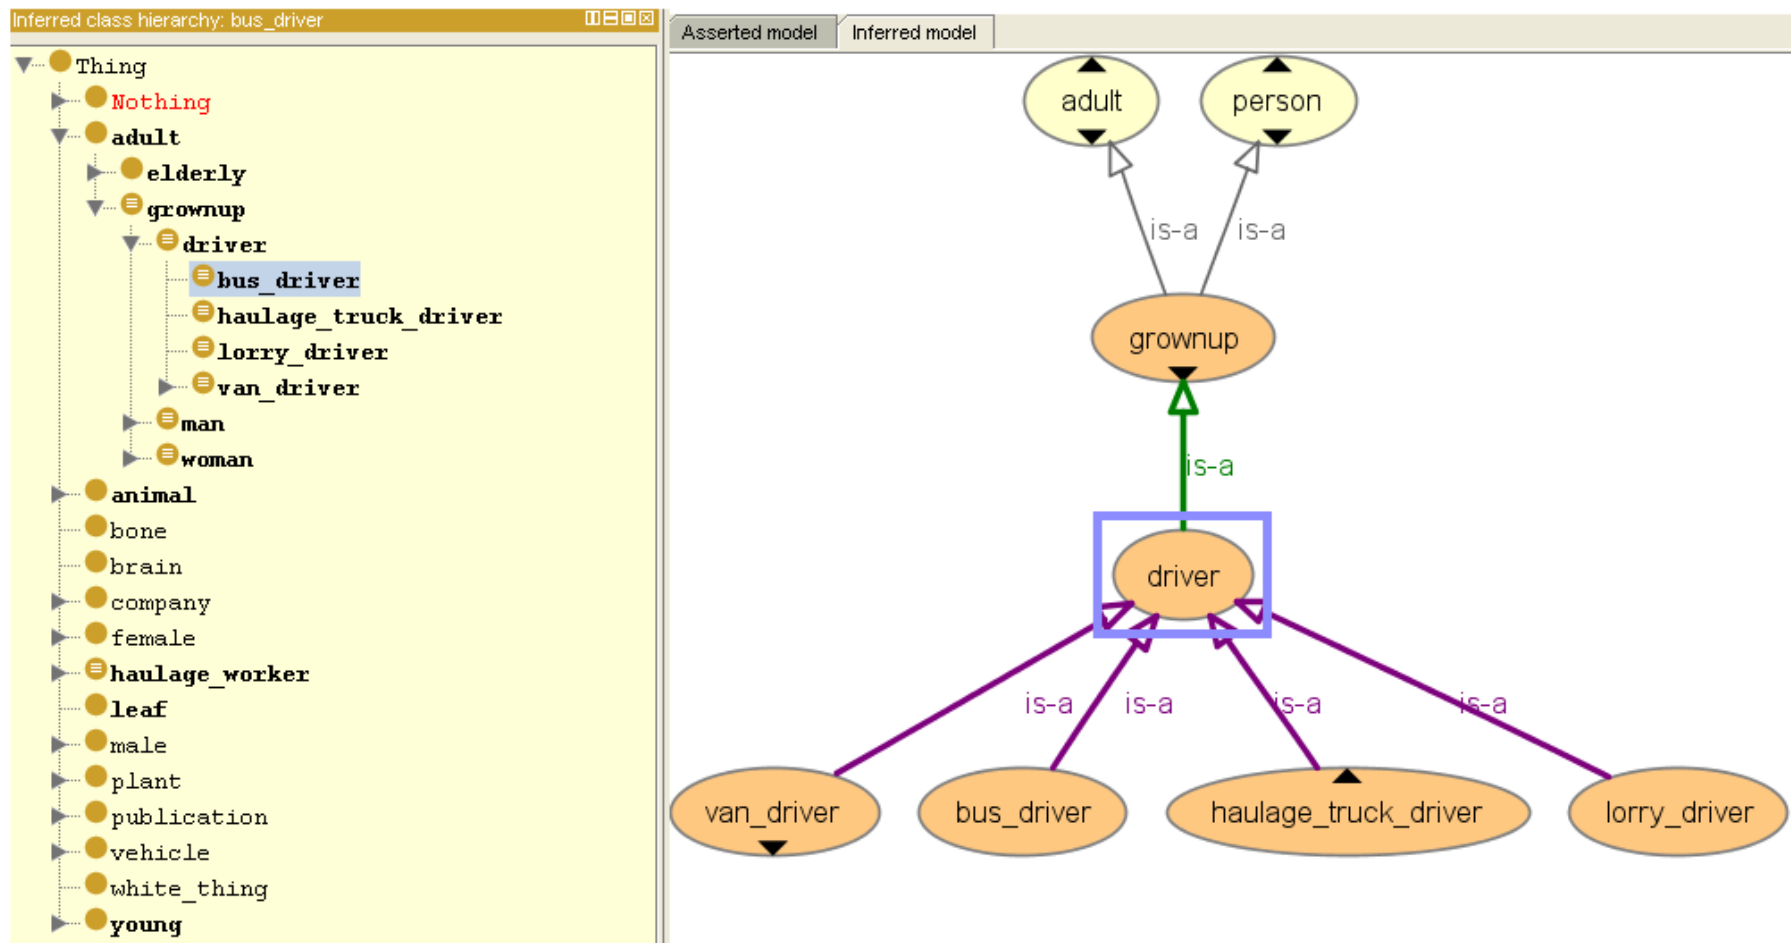 Inferred class hierarchy: bus_driver
Thing
Nothing
adult
elderly
grownup
driver
bus_driver
haulage_truck_driver
lorry_driver
van_driver
man
woman
animal
bone
brain
company
female
haulage_worker
leaf
male
plant
publication
vehicle
white_thing
young
Asserted model Inferred model
adult person
is-a is-a
grownup
is-a
driver
is-a is-a is-a is-a
van_driver bus_driver haulage_truck_driver lorry_driver